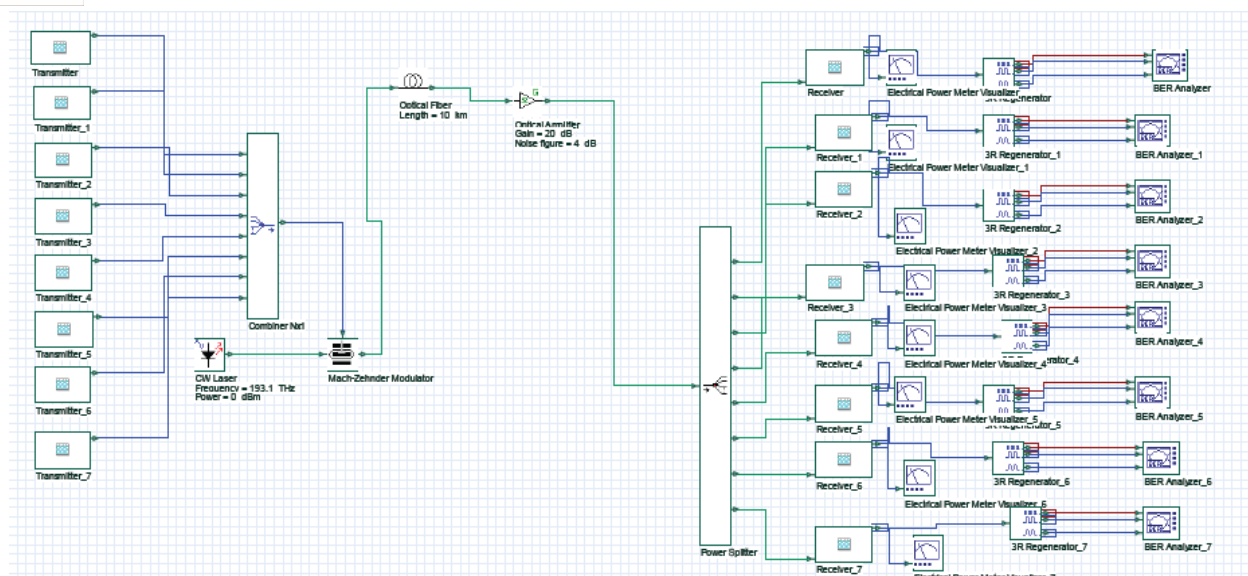 Transmitter
Transmitter_1
Transmitter_2
Transmitter_3
Transmitter_4
Transmitter_5
Transmitter_6
Transmitter_7
Combiner Nx1
CW Laser
Frequency = 193.1 THz
Power = 0 dBm
Mach-Zehnder Modulator
Optical Fiber
Length = 10 km
Optical Amplifier
Gain = 20 dB
Noise figure = 4 dB
Power Splitter
Receiver
Electrical Power Meter Visualizer
3R Regenerator
BER Analyzer
Receiver_1
Electrical Power Meter Visualizer_1
3R Regenerator_1
BER Analyzer_1
Receiver_2
Electrical Power Meter Visualizer_2
3R Regenerator_2
BER Analyzer_2
Receiver_3
Electrical Power Meter Visualizer_3
3R Regenerator_3
BER Analyzer_3
Receiver_4
Electrical Power Meter Visualizer_4
erator_4
BER Analyzer_4
Receiver_5
Electrical Power Meter Visualizer_5
3R Regenerator_5
BER Analyzer_5
Receiver_6
Electrical Power Meter Visualizer_6
3R Regenerator_6
BER Analyzer_6
Receiver_7
3R Regenerator_7
BER Analyzer_7